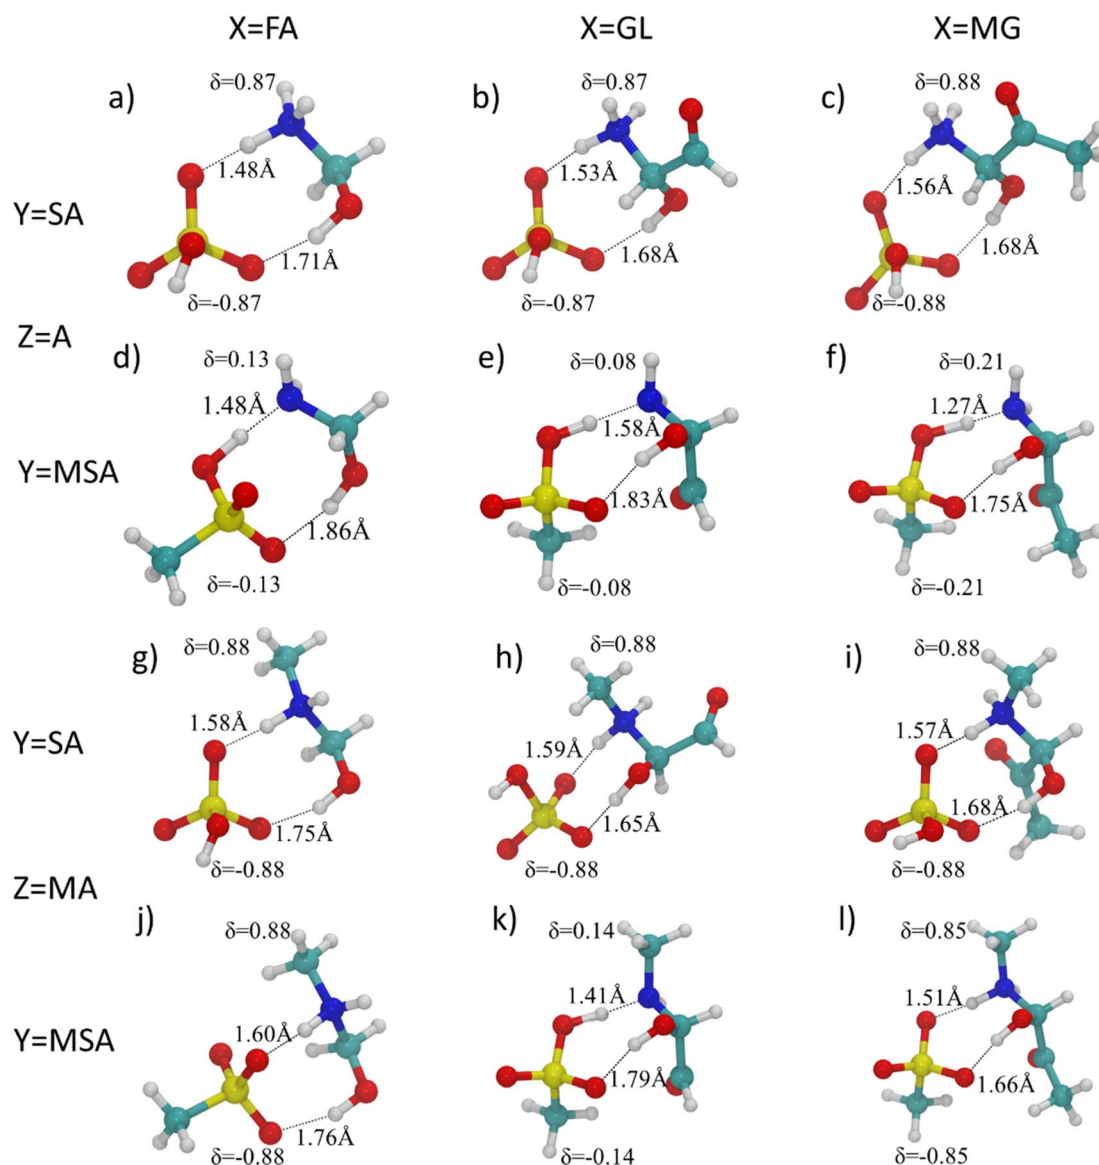 X=FA X=GL X=MG
a) δ=0.87 b) δ=0.87 c) δ=0.88
1.48Å 1.53Å 1.56Å
Y=SA
1.71Å 1.68Å 1.68Å
δ=-0.87 δ=-0.87 δ=-0.88
Z=A
d) δ=0.13 e) δ=0.08 f) δ=0.21
1.48Å 1.58Å 1.27Å
Y=MSA
1.86Å 1.83Å 1.75Å
δ=-0.13 δ=-0.08 δ=-0.21
g) δ=0.88 h) δ=0.88 i) δ=0.88
1.58Å 1.59Å 1.57Å
Y=SA
1.75Å 1.65Å 1.68Å
δ=-0.88 δ=-0.88 δ=-0.88
Z=MA
j) δ=0.88 k) δ=0.14 l) δ=0.85
1.60Å 1.41Å 1.51Å
Y=MSA
1.76Å 1.79Å 1.66Å
δ=-0.88 δ=-0.14 δ=-0.85